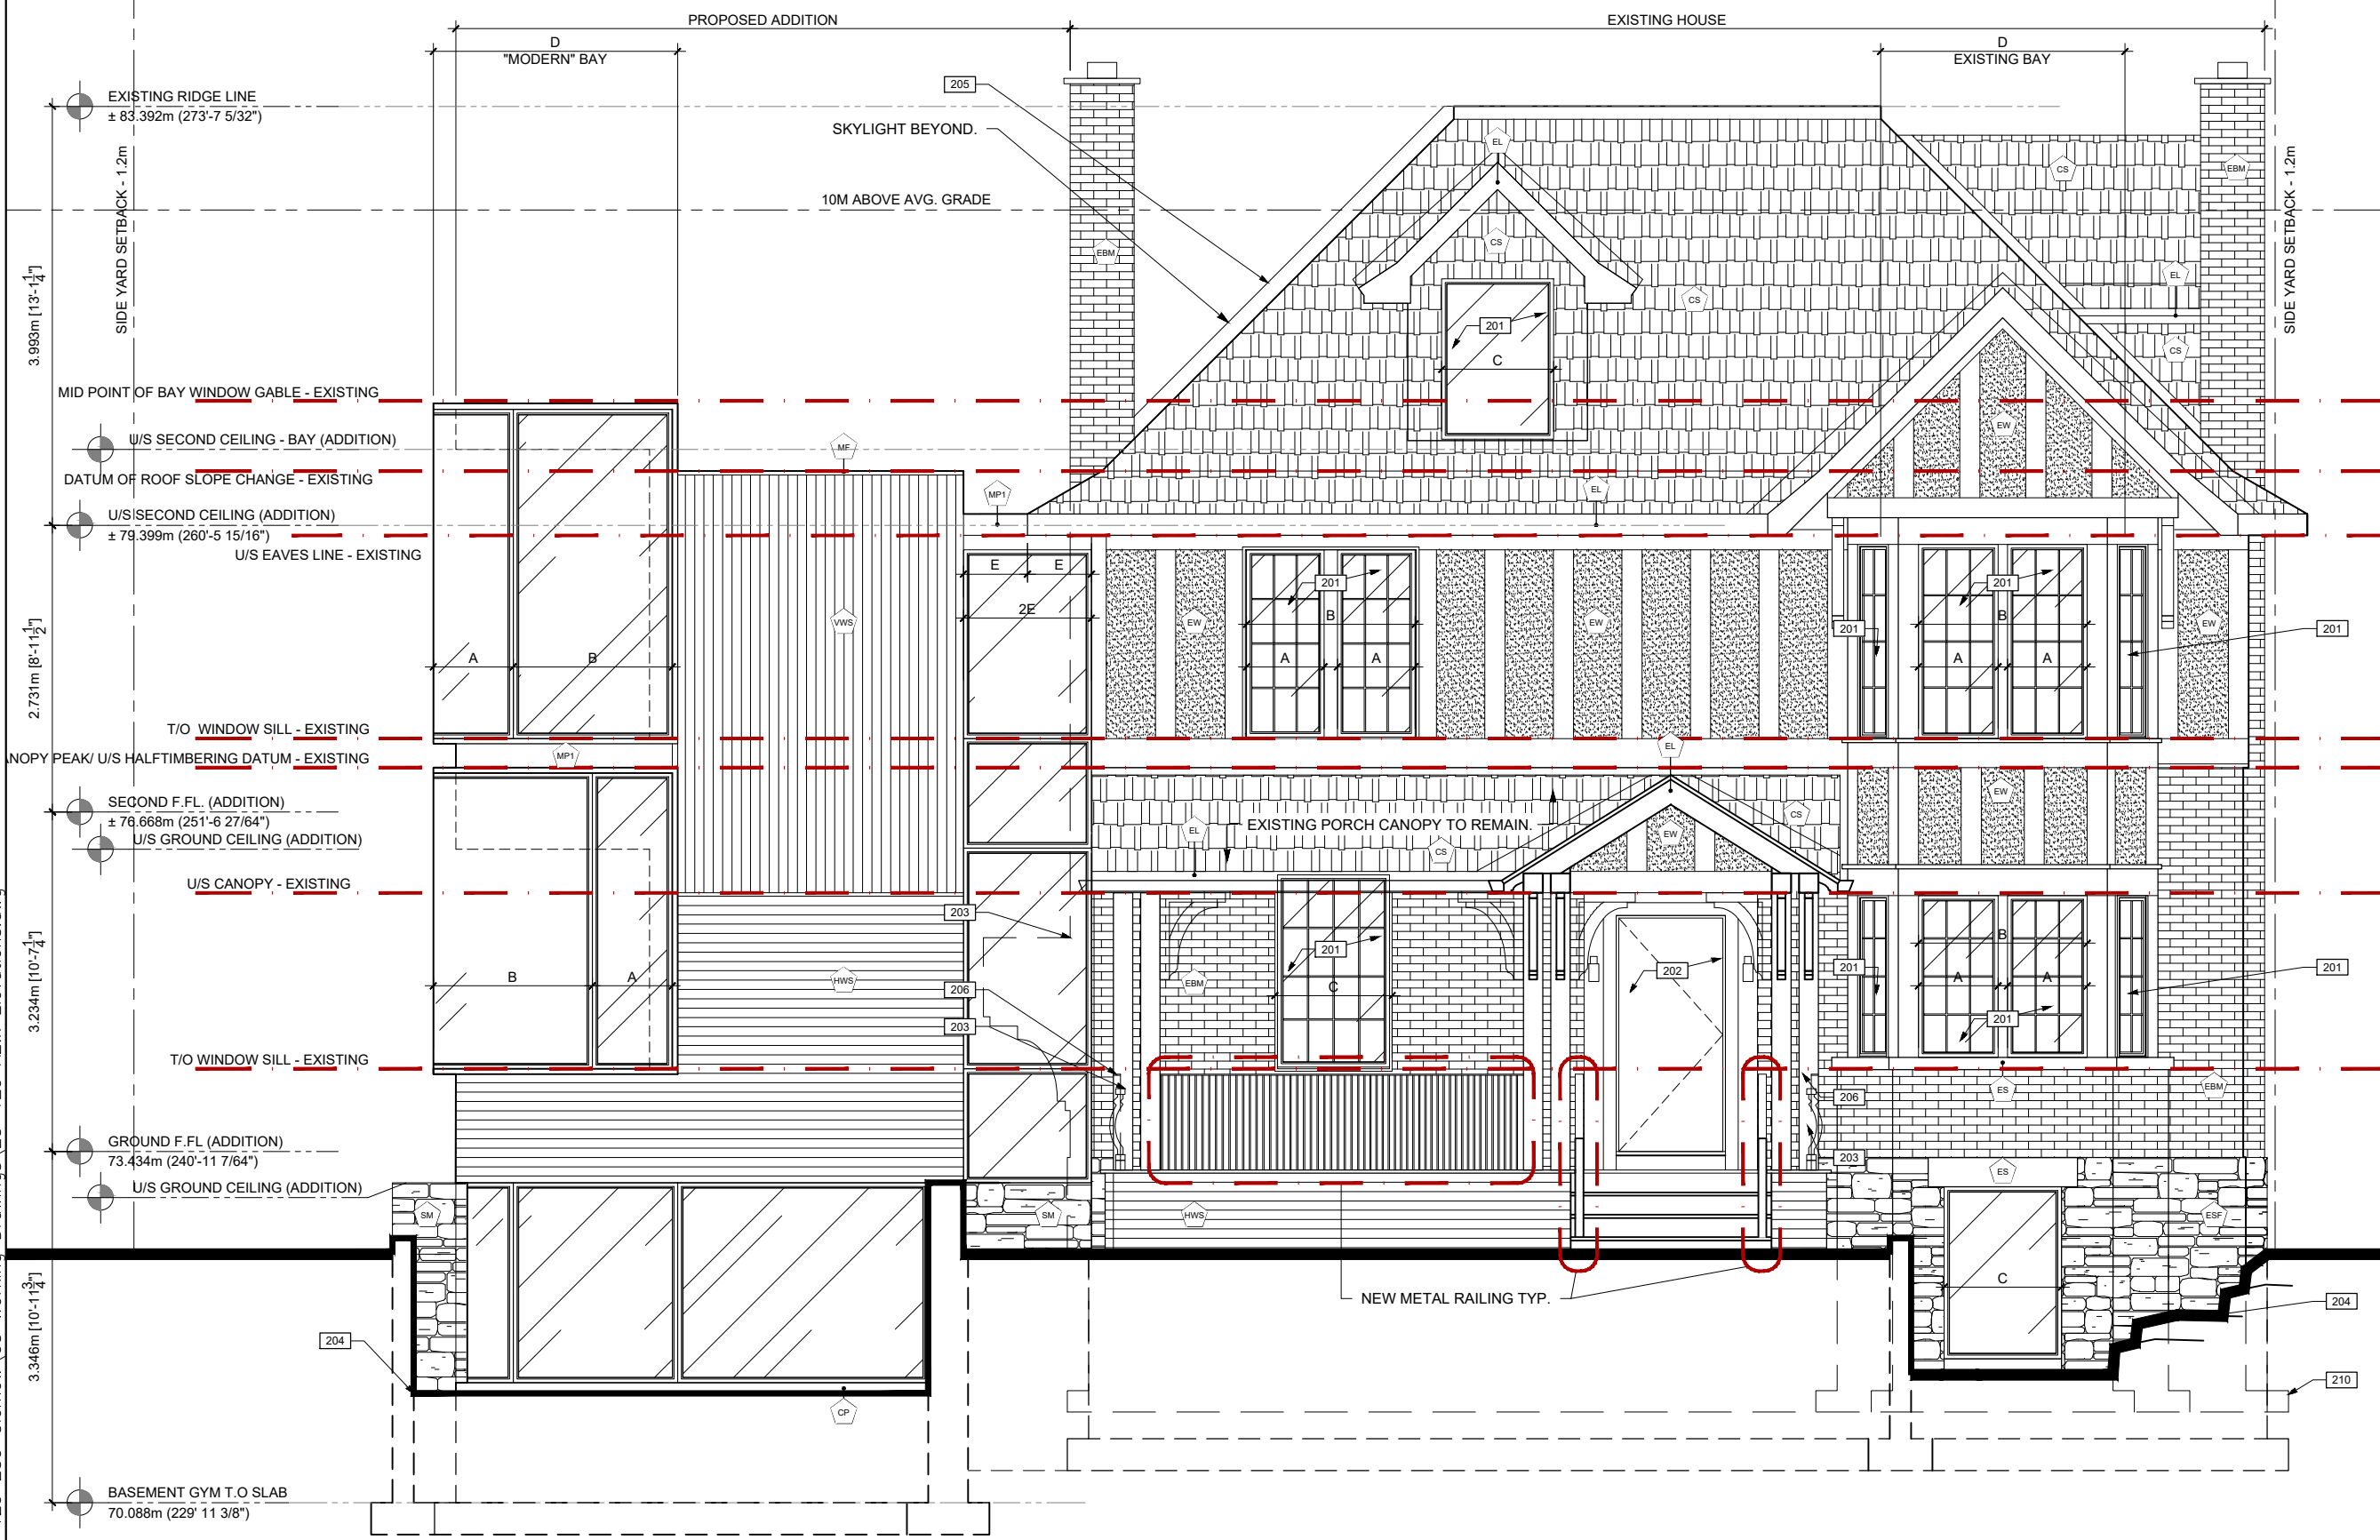 PROPOSED ADDITION
EXISTING HOUSE
D
"MODERN" BAY
D
EXISTING BAY
205
EXISTING RIDGE LINE
± 83.392m (273'-7 5/32")
SKYLIGHT BEYOND.
EL
SIDE YARD SETBACK - 1.2m
SIDE YARD SETBACK - 1.2m
CS
EBM
10M ABOVE AVG. GRADE
EBM
CS
EL
3.993m [13'-1 1/4"]
CS
201
CS
C
MID POINT OF BAY WINDOW GABLE - EXISTING
EW
U/S SECOND CEILING - BAY (ADDITION)
MF
DATUM OF ROOF SLOPE CHANGE - EXISTING
MP1
EL
U/S SECOND CEILING (ADDITION)
± 79.399m (260'-5 15/16")
U/S EAVES LINE - EXISTING
E
E
201
201
2E
B
B
VWS
EW
EW
201
EW
201
2.731m [8'-11 1/2"]
A
B
A
A
A
A
T/O WINDOW SILL - EXISTING
EL
MP1
NOPY PEAK/ U/S HALFTIMBERING DATUM - EXISTING
EW
SECOND F.FL. (ADDITION)
± 76.668m (251'-6 27/64")
EXISTING PORCH CANOPY TO REMAIN.
EL
EW
CS
U/S GROUND CEILING (ADDITION)
CS
U/S CANOPY - EXISTING
203
B
201
3.234m [10'-7 1/4"]
B
A
HWS
EBM
202
201
201
A
A
206
C
203
201
T/O WINDOW SILL - EXISTING
ES
EBM
206
GROUND F.FL (ADDITION)
73.434m (240'-11 7/64")
203
ES
U/S GROUND CEILING (ADDITION)
SM
SM
HWS
ESF
C
3.346m [10'-11 3/4"]
NEW METAL RAILING TYP.
204
204
210
CP
BASEMENT GYM T.O SLAB
70.088m (229' 11 3/8")